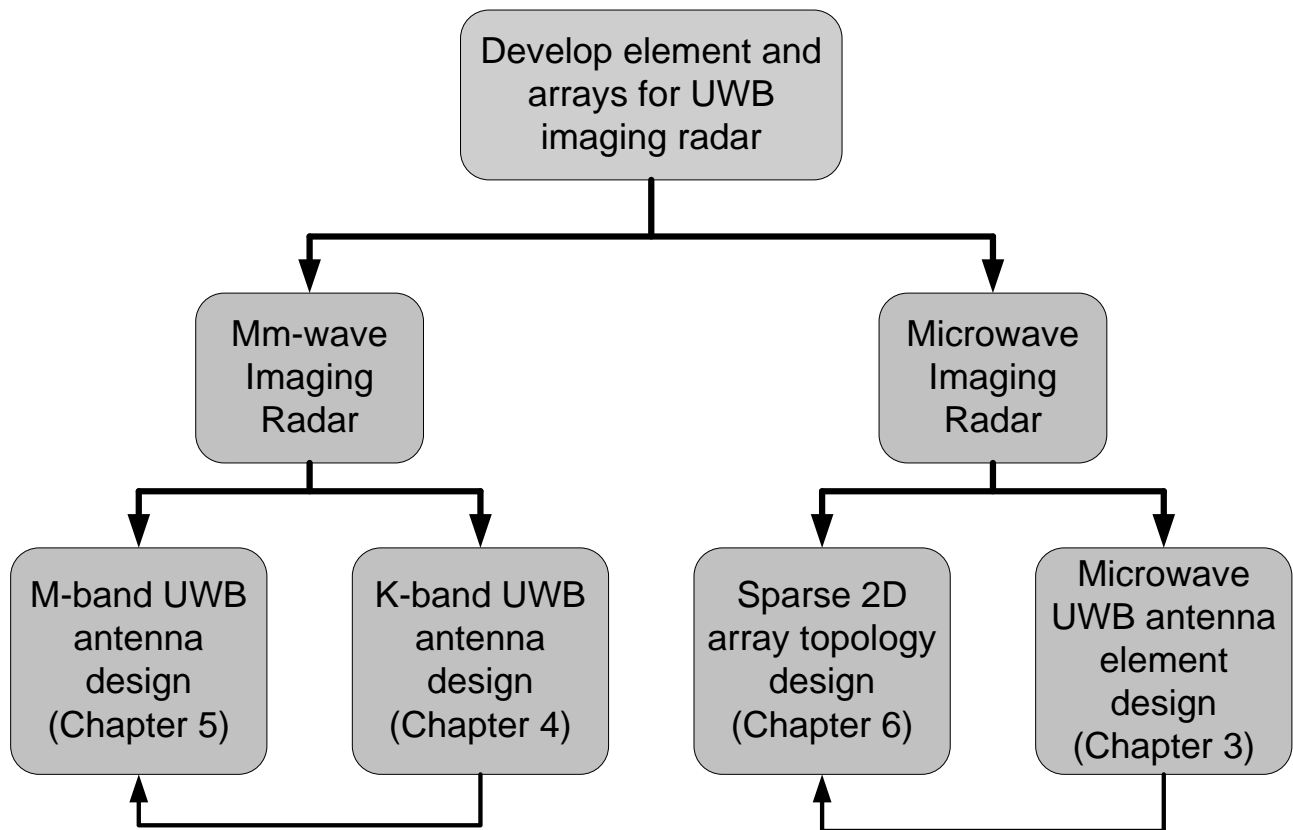 Develop element and
arrays for UWB
imaging radar
Mm-wave
Imaging
Radar
Microwave
Imaging
Radar
M-band UWB
antenna
design
(Chapter 5)
K-band UWB
antenna
design
(Chapter 4)
Sparse 2D
array topology
design
(Chapter 6)
Microwave
UWB antenna
element
design
(Chapter 3)